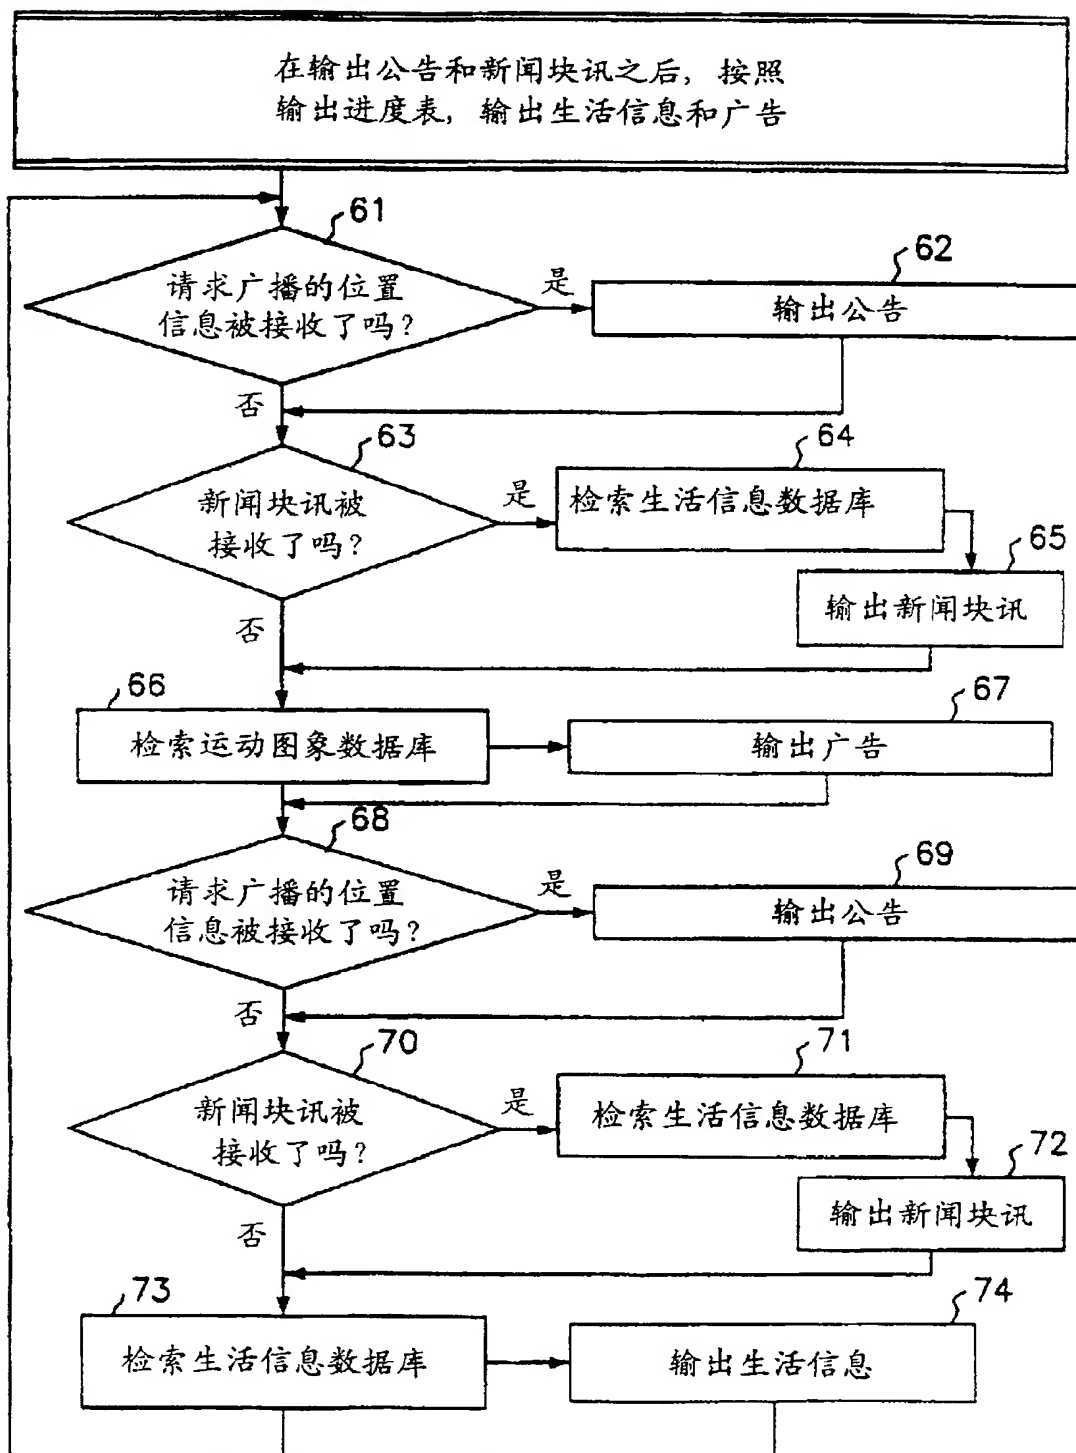 在输出公告和新闻块讯之后，按照
输出进度表，输出生活信息和广告
61
请求广播的位置
信息被接收了吗？
是
62
输出公告
否
63
新闻块讯被
接收了吗？
是
64
检索生活信息数据库
65
输出新闻块讯
否
66
检索运动图象数据库
67
输出广告
68
请求广播的位置
信息被接收了吗？
是
69
输出公告
否
70
新闻块讯被
接收了吗？
是
71
检索生活信息数据库
72
输出新闻块讯
否
73
检索生活信息数据库
74
输出生活信息